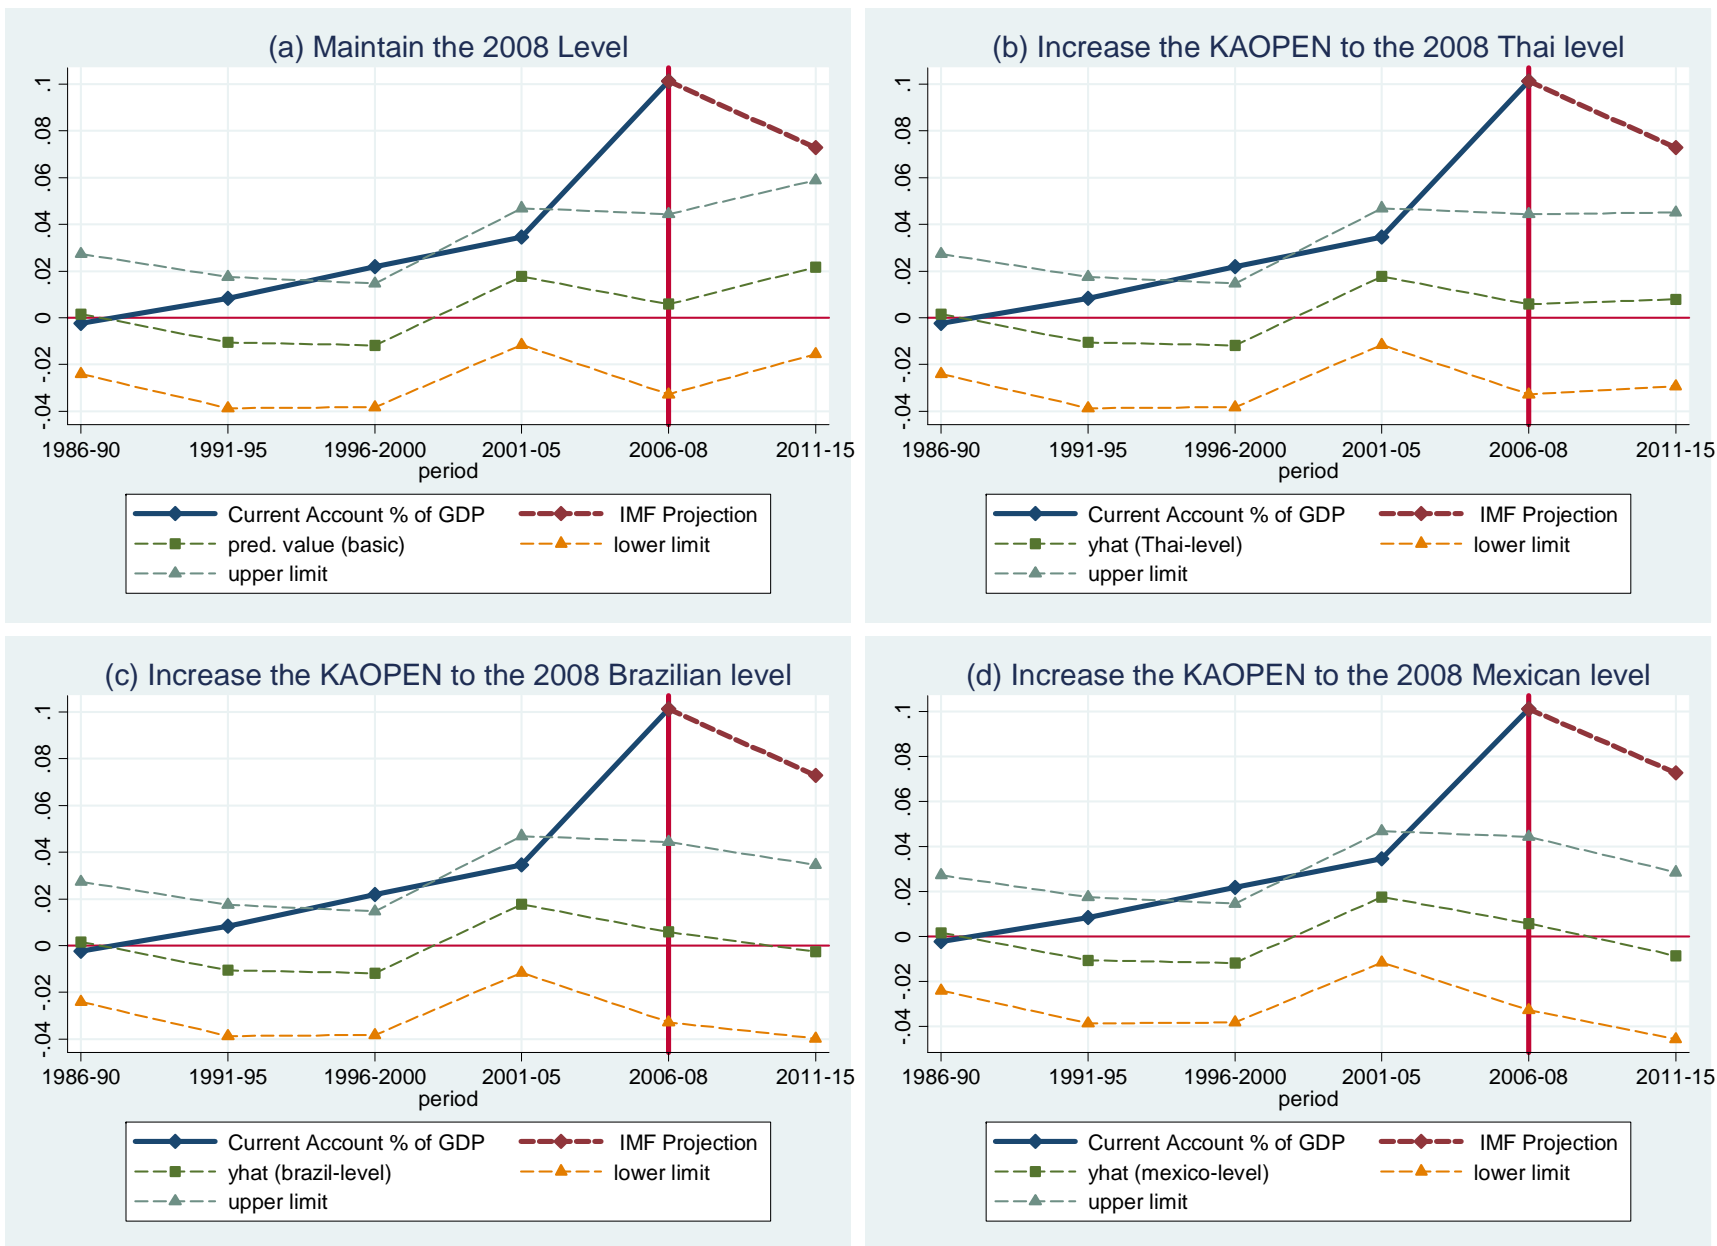 (a) Maintain the 2008 Level
.1
.08
.06
.04
.02
0
-.02
-.04
1986-90 1991-95 1996-2000 2001-05 2006-08 2011-15
period
Current Account % of GDP IMF Projection
pred. value (basic) lower limit
upper limit
(b) Increase the KAOPEN to the 2008 Thai level
.1
.08
.06
.04
.02
0
-.02
-.04
1986-90 1991-95 1996-2000 2001-05 2006-08 2011-15
period
Current Account % of GDP IMF Projection
yhat (Thai-level) lower limit
upper limit
(c) Increase the KAOPEN to the 2008 Brazilian level
.1
.08
.06
.04
.02
0
-.02
-.04
1986-90 1991-95 1996-2000 2001-05 2006-08 2011-15
period
Current Account % of GDP IMF Projection
yhat (brazil-level) lower limit
upper limit
(d) Increase the KAOPEN to the 2008 Mexican level
.1
.08
.06
.04
.02
0
-.02
-.04
1986-90 1991-95 1996-2000 2001-05 2006-08 2011-15
period
Current Account % of GDP IMF Projection
yhat (mexico-level) lower limit
upper limit